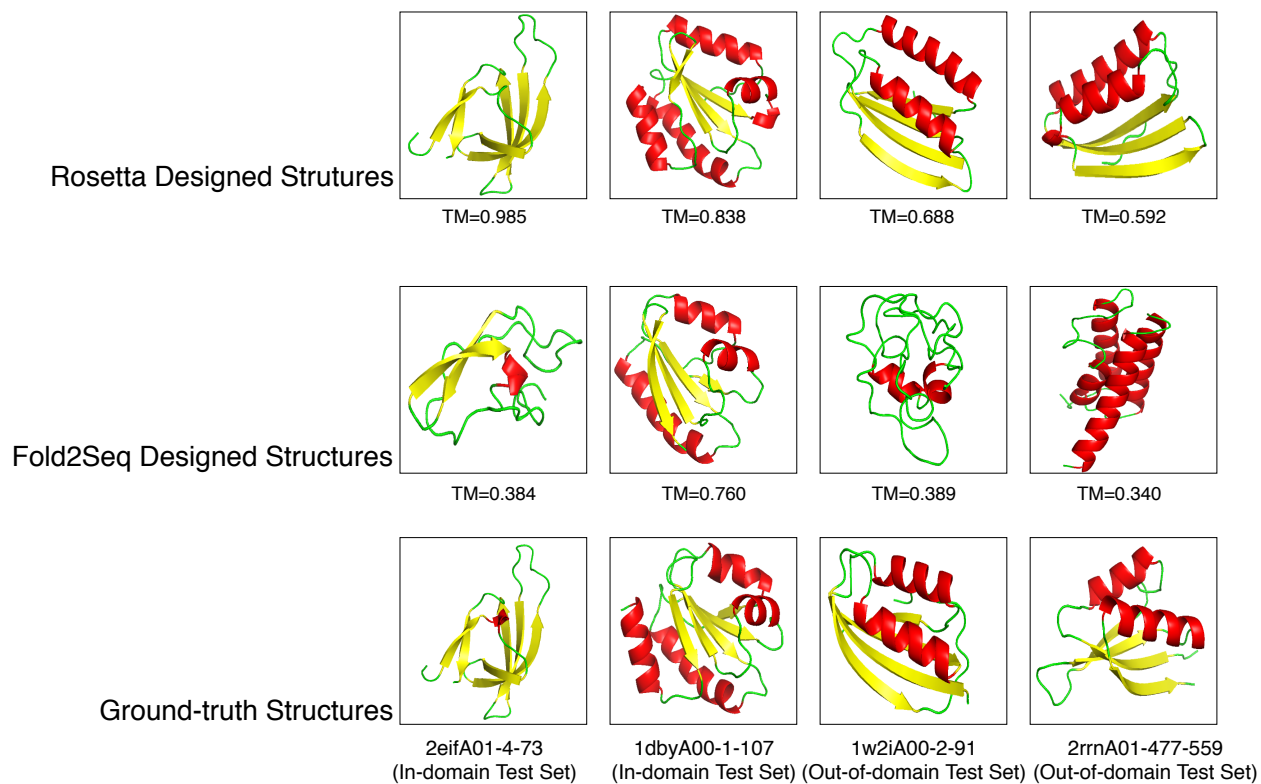 Rosetta Designed Strutures
TM=0.985
TM=0.838
TM=0.688
TM=0.592
Fold2Seq Designed Structures
TM=0.384
TM=0.760
TM=0.389
TM=0.340
Ground-truth Structures
2eifA01-4-73
(In-domain Test Set)
1dbyA00-1-107
(In-domain Test Set)
1w2iA00-2-91
(Out-of-domain Test Set)
2rrnA01-477-559
(Out-of-domain Test Set)